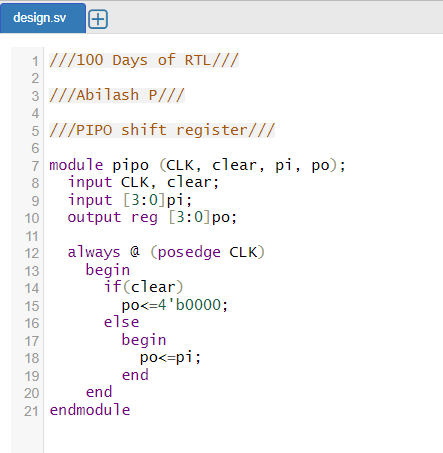 design.sv
1 ///100 Days of RTL///
2
3 ///Abilash P///
4
5 ///PIPO shift register///
6
7 module pipo (CLK, clear, pi, po);
8   input CLK, clear;
9   input [3:0]pi;
10   output reg [3:0]po;
11
12   always @ (posedge CLK)
13     begin
14       if(clear)
15         po<=4'b0000;
16       else
17         begin
18           po<=pi;
19         end
20     end
21 endmodule